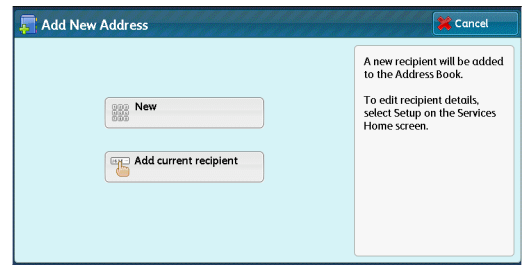 Add New Address
Cancel
New
Add current recipient
A new recipient will be added
to the Address Book.
To edit recipient details,
select Setup on the Services
Home screen.